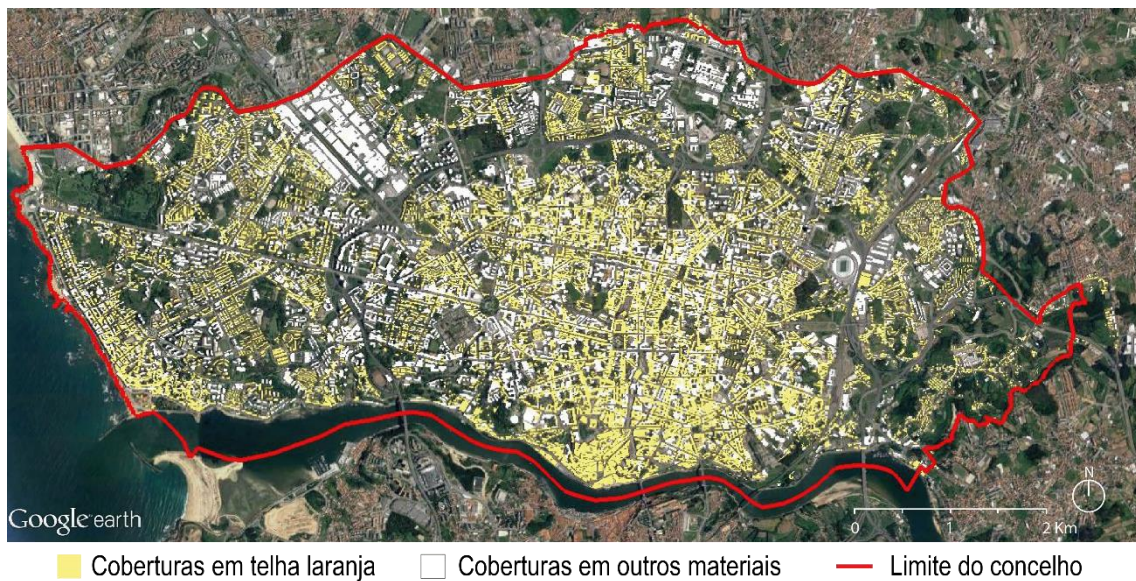 N
0 1 2 Km
Google earth
Coberturas em telha laranja
Coberturas em outros materiais
Limite do concelho